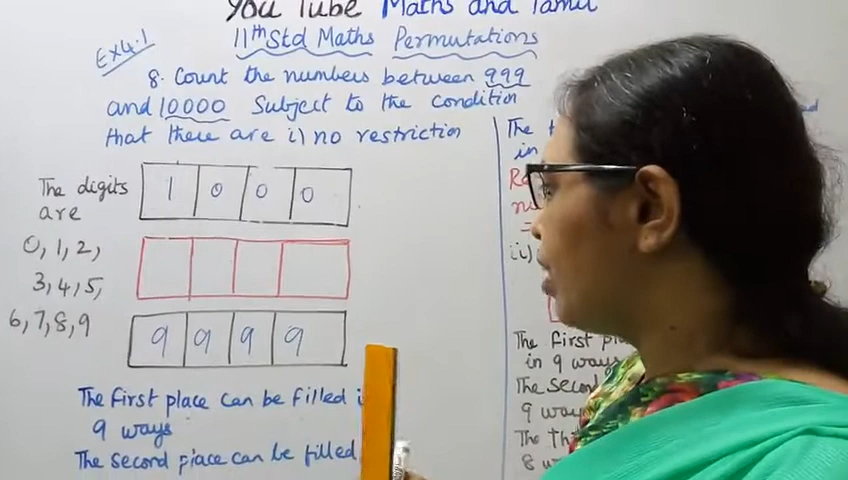 You Tube Maths and Tamil
Ex 4.1
11th Std Maths Permutations
8. Count the numbers between 999
and 10000 Subject to the Condition
that there are i) no restriction
The digits
are
0, 1, 2,
3, 4, 5,
6, 7, 8, 9
1 0 0 0
9 9 9 9
The First place can be filled
9 ways
The second place can be filled
The
in
ii)
The First
in 9 ways
The Second
9 ways
The
8